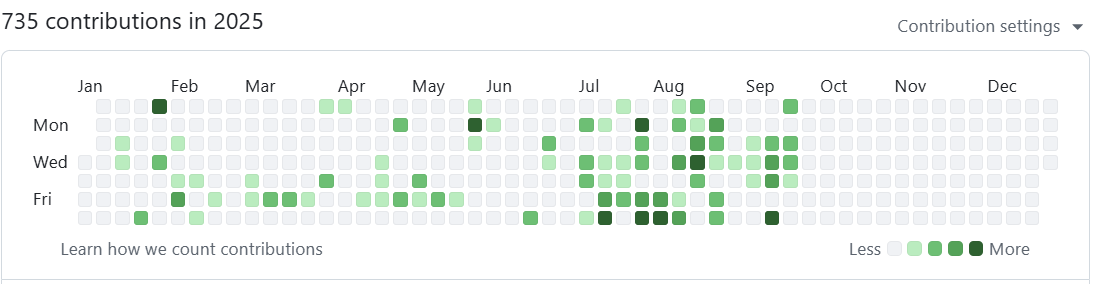 735 contributions in 2025
Contribution settings
Jan Feb Mar Apr May Jun Jul Aug Sep Oct Nov Dec
Mon
Wed
Fri
Learn how we count contributions
Less More